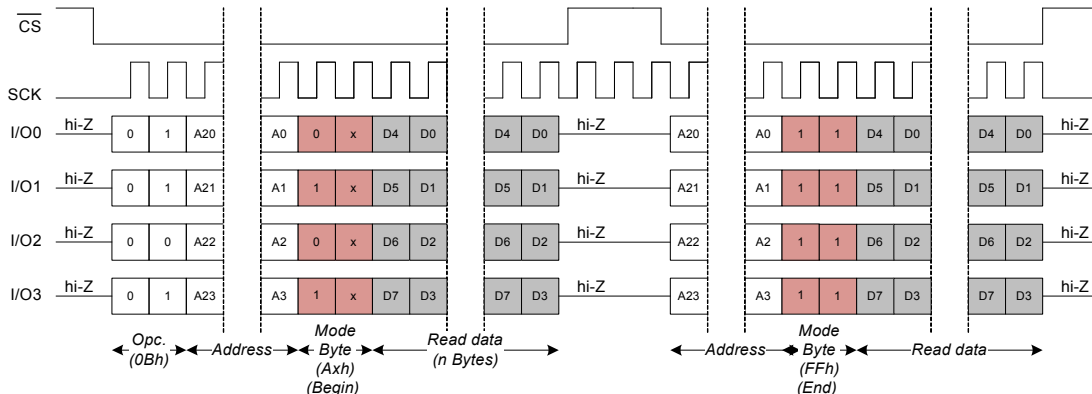 CS
SCK
I/O0 hi-Z 0 1 A20 A0 0 x D4 D0 D4 D0 hi-Z A20 A0 1 1 D4 D0 D4 D0 hi-Z
I/O1 hi-Z 0 1 A21 A1 1 x D5 D1 D5 D1 hi-Z A21 A1 1 1 D5 D1 D5 D1 hi-Z
I/O2 hi-Z 0 0 A22 A2 0 x D6 D2 D6 D2 hi-Z A22 A2 1 1 D6 D2 D6 D2 hi-Z
I/O3 hi-Z 0 1 A23 A3 1 x D7 D3 D7 D3 hi-Z A23 A3 1 1 D7 D3 D7 D3 hi-Z
Opc.
(0Bh)
Address
Mode
Byte
(Axh)
(Begin)
Read data
(n Bytes)
Address
Mode
Byte
(FFh)
(End)
Read data